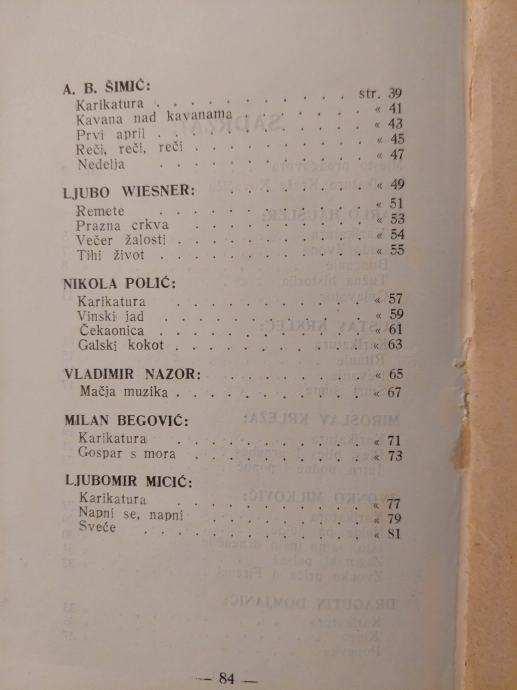 A. B. ŠIMIĆ:
Karikatura . . . . . . . . . . str. 39
Kavana nad kavanama . . . . . . « 41
Prvi april . . . . . . . . . . « 43
Reči, reči, reči . . . . . . . . « 45
Nedelja . . . . . . . . . . « 47
LJUBO WIESNER: . . . . . . . . « 49
Remete . . . . . . . . . . « 51
Prazna crkva . . . . . . . . . « 53
Večer žalosti . . . . . . . . . « 54
Tihi život . . . . . . . . . . « 55
NIKOLA POLIĆ:
Karikatura . . . . . . . . . « 57
Vinski jad . . . . . . . . . « 59
Čekaonica . . . . . . . . . « 61
Galski kokot . . . . . . . . . « 63
VLADIMIR NAZOR: . . . . . . . . « 65
Mačja muzika . . . . . . . . . « 67
MILAN BEGOVIĆ:
Karikatura . . . . . . . . . « 71
Gospar s mora . . . . . . . . « 73
LJUBOMIR MICIĆ:
Karikatura . . . . . . . . . « 77
Napni se, napni . . . . . . . . « 79
Sveće . . . . . . . . . . « 81
— 84 —